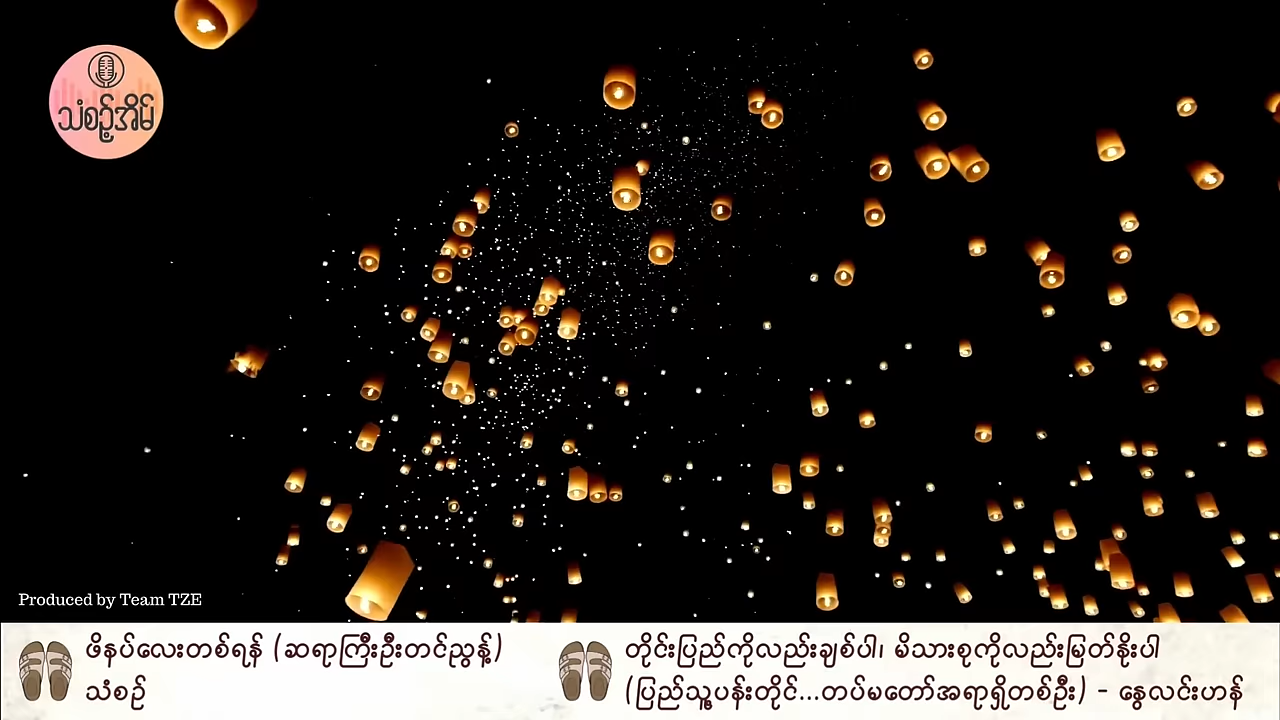 သံစဉ်အိမ်
Produced by Team TZE
ဖိနပ်လေးတစ်ရန် (ဆရာကြီးဦးတင်ညွန့်)
သံစဉ်
တိုင်းပြည်ကိုလည်းချစ်ပါ၊ မိသားစုကိုလည်းမြတ်နိုးပါ
(ပြည်သူ့ပန်းတိုင်...တပ်မတော်အရာရှိတစ်ဦး) - နွေလင်းဟန်